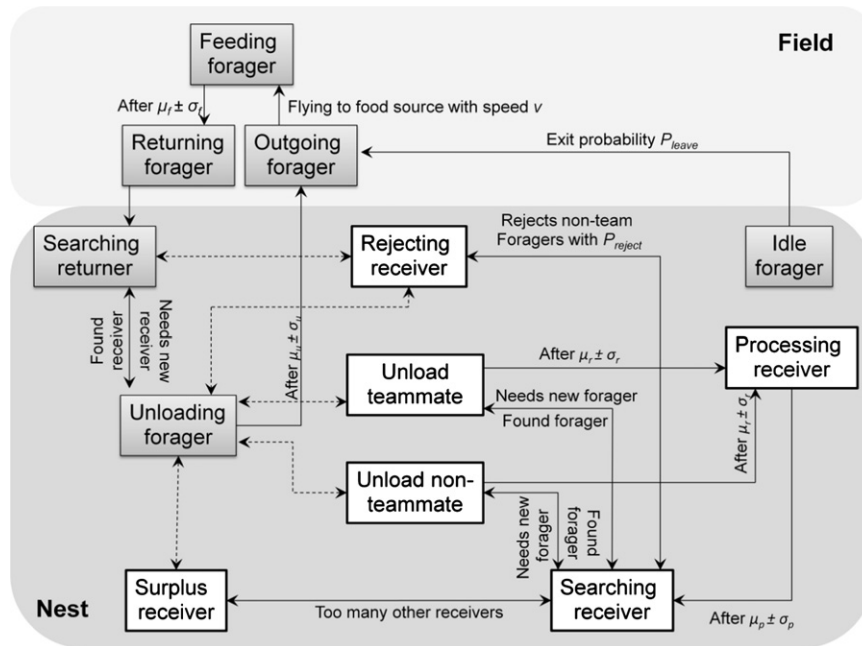 Feeding
forager
Field
After μf ± σf
Flying to food source with speed v
Returning
forager
Outgoing
forager
Exit probability Pleave
Searching
returner
Rejecting
receiver
Rejects non-team
Foragers with Preject
Idle
forager
Found
receiver
Needs new
receiver
After μu ± σu
Unload
teammate
After μr ± σr
Processing
receiver
Unloading
forager
Needs new forager
Found forager
After μr ± σr
Unload non-
teammate
Needs new
forager
Found
forager
Surplus
receiver
Searching
receiver
Nest
Too many other receivers
After μp ± σp